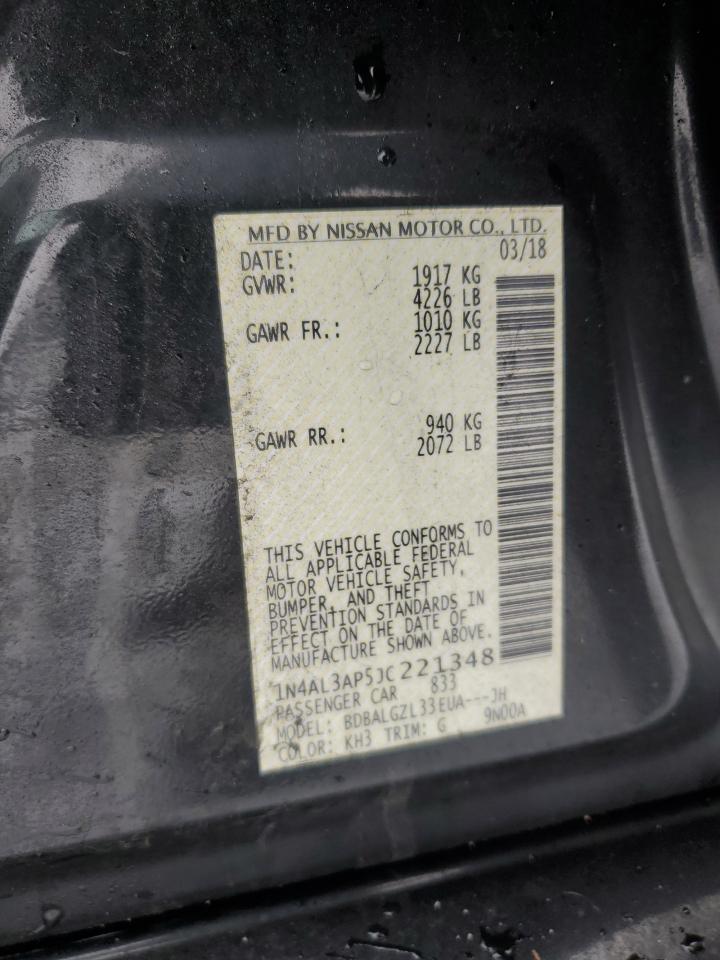 MFD BY NISSAN MOTOR CO., LTD.
DATE: 03/18
GVWR: 1917 KG
4226 LB
GAWR FR.: 1010 KG
2227 LB
GAWR RR.: 940 KG
2072 LB
THIS VEHICLE CONFORMS TO
ALL APPLICABLE FEDERAL
MOTOR VEHICLE SAFETY,
BUMPER, AND THEFT
PREVENTION STANDARDS IN
EFFECT ON THE DATE OF
MANUFACTURE SHOWN ABOVE.
1N4AL3AP5JC221348
PASSENGER CAR 833
MODEL: BDBALGZL33EUA---JH
COLOR: KH3 TRIM: G 9N00A